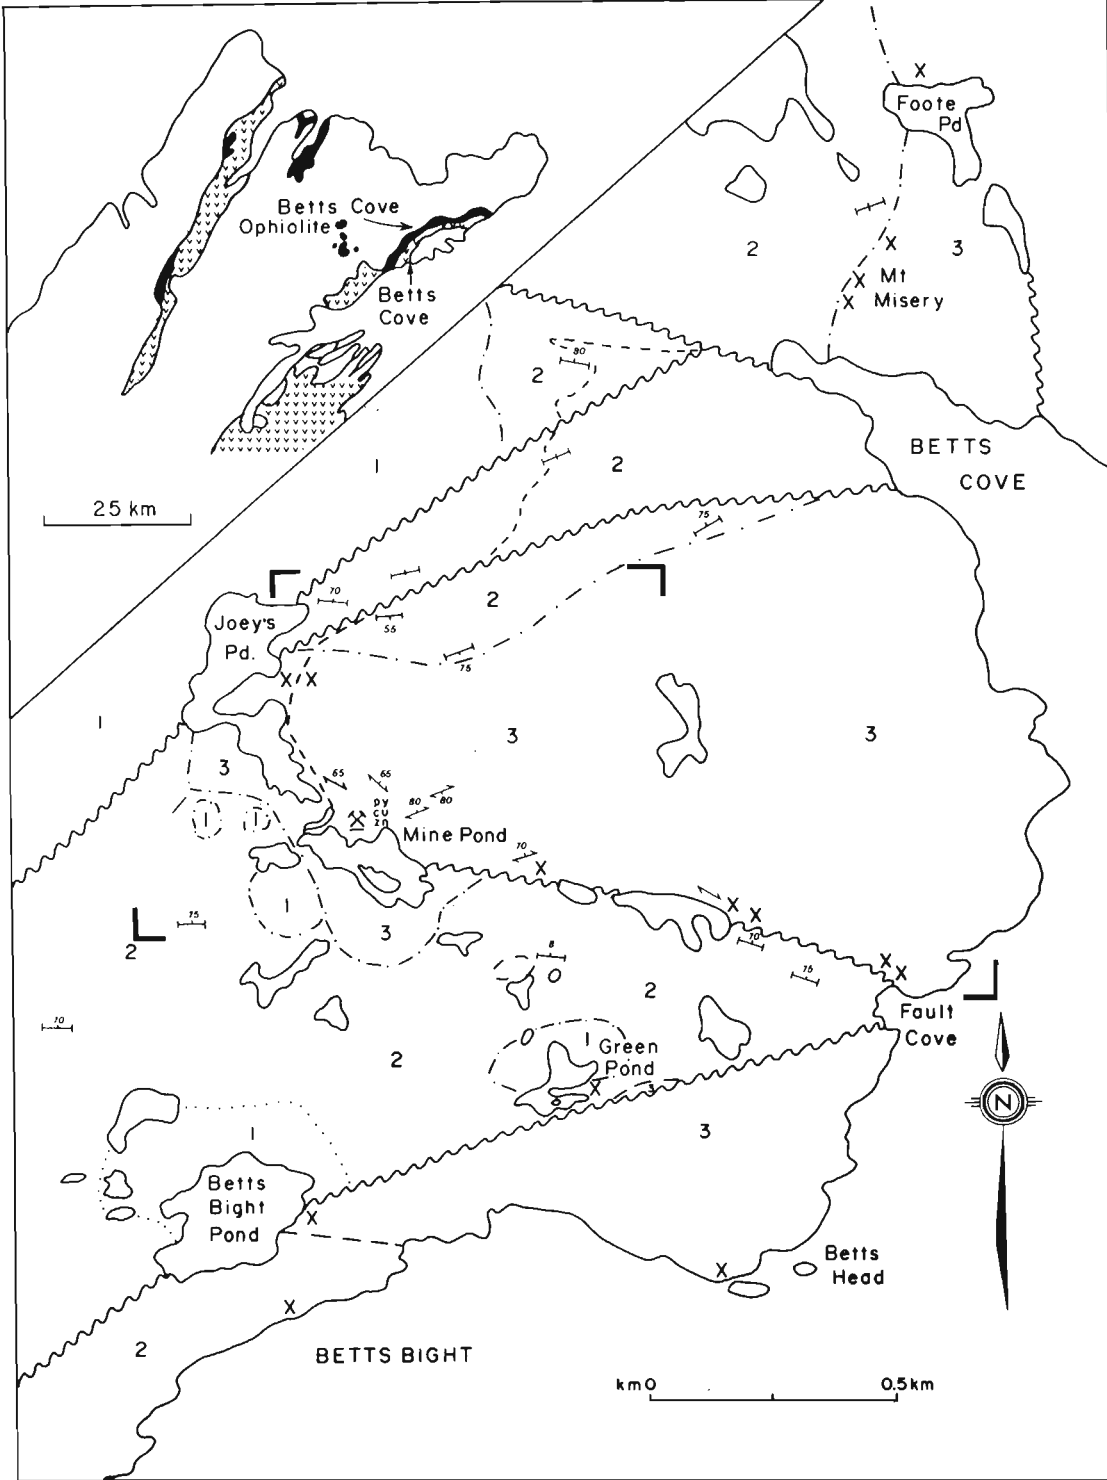 Foote
Pd
Betts Cove
Ophiolite
2
3
Mt
Misery
Betts
Cove
80
2
1
2
BETTS
COVE
25 km
75
70
2
55
Joey's
Pd.
75
X X
1
3
3
3
65
65
py
cu
zn
80
80
1
1
Mine Pond
70
1
3
70
75
2
75
8
2
Fault
Cove
70
1
Green
Pond
2
3
N
3
1
Betts
Bight
Pond
Betts
Head
2
BETTS BIGHT
km 0
0.5 km